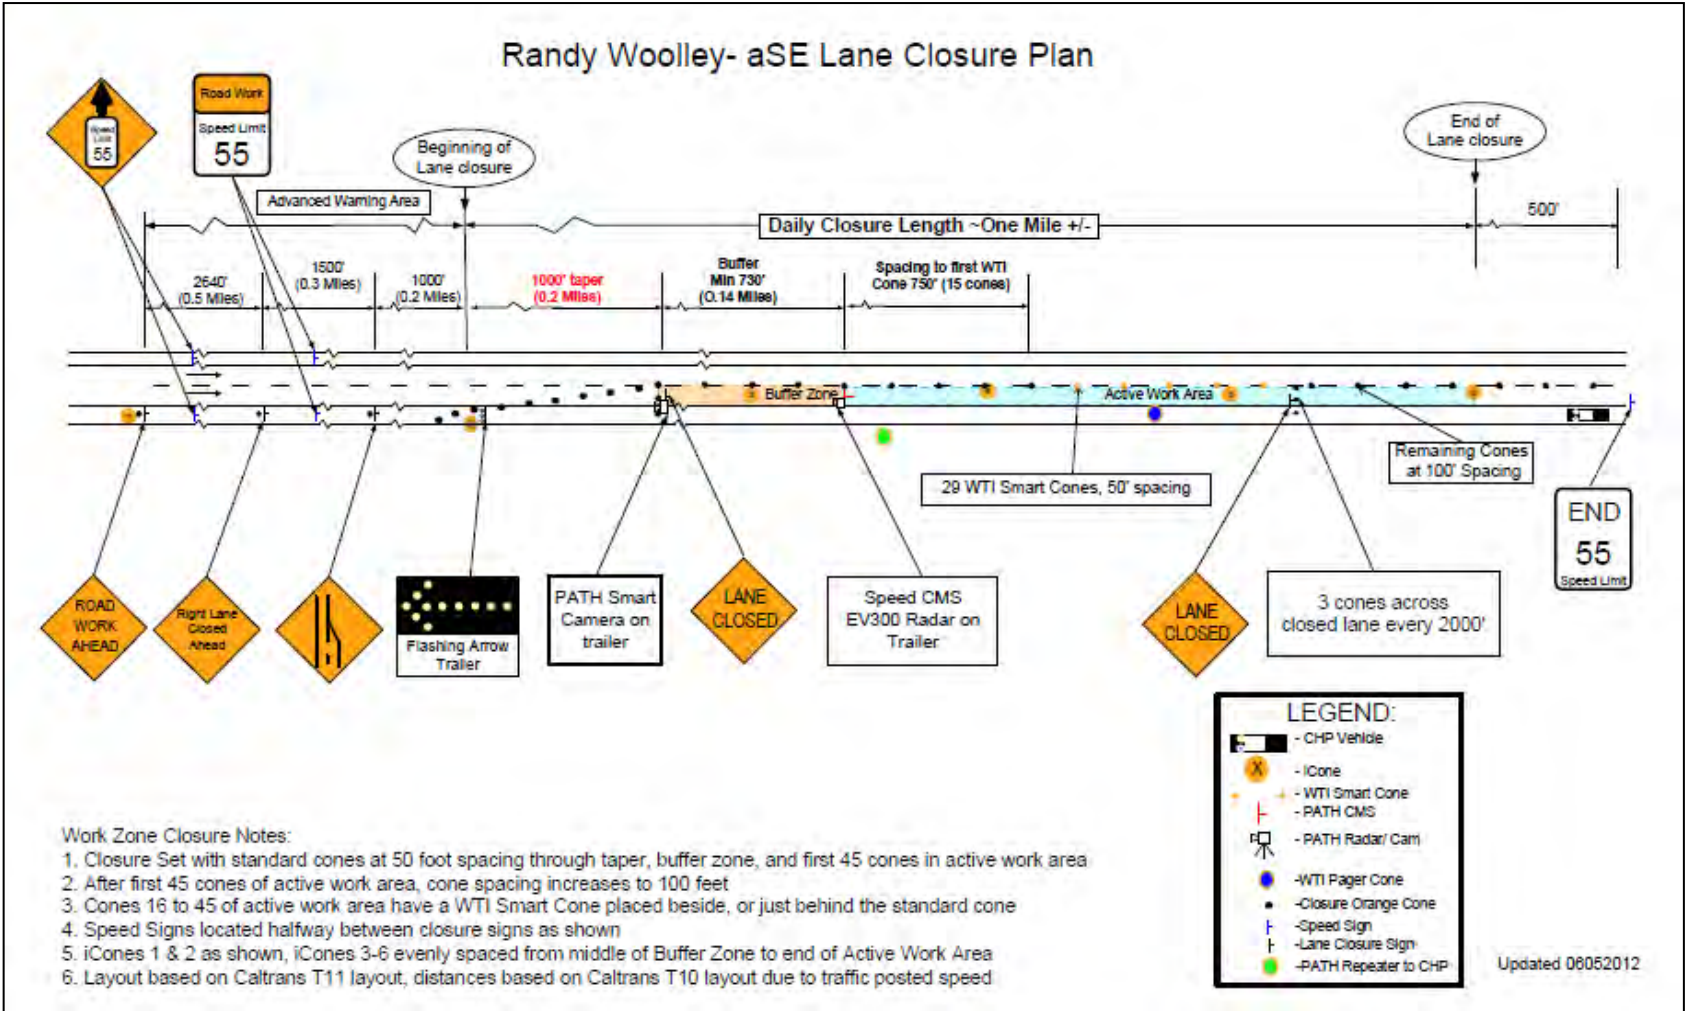 Randy Woolley- aSE Lane Closure Plan
Speed
Limit
55
Road Work
Speed Limit
55
Beginning of
Lane closure
End of
Lane closure
Advanced Warning Area
Daily Closure Length ~One Mile +/-
500'
2640'
(0.5 Miles)
1500'
(0.3 Miles)
1000'
(0.2 Miles)
1000' taper
(0.2 Miles)
Buffer
Min 730'
(0.14 Miles)
Spacing to first WTI
Cone 750' (15 cones)
Buffer Zone
Active Work Area
29 WTI Smart Cones, 50' spacing
Remaining Cones
at 100' Spacing
END
55
Speed Limit
ROAD
WORK
AHEAD
Right Lane
Closed
Ahead
Flashing Arrow
Trailer
PATH Smart
Camera on
trailer
LANE
CLOSED
Speed CMS
EV300 Radar on
Trailer
LANE
CLOSED
3 cones across
closed lane every 2000'
LEGEND:
- CHP Vehicle
X
- iCone
- WTI Smart Cone
- PATH CMS
- PATH Radar/ Cam
-WTI Pager Cone
-Closure Orange Cone
-Speed Sign
-Lane Closure Sign
-PATH Repeater to CHP
Work Zone Closure Notes:
1. Closure Set with standard cones at 50 foot spacing through taper, buffer zone, and first 45 cones in active work area
2. After first 45 cones of active work area, cone spacing increases to 100 feet
3. Cones 16 to 45 of active work area have a WTI Smart Cone placed beside, or just behind the standard cone
4. Speed Signs located halfway between closure signs as shown
5. iCones 1 & 2 as shown, iCones 3-6 evenly spaced from middle of Buffer Zone to end of Active Work Area
6. Layout based on Caltrans T11 layout, distances based on Caltrans T10 layout due to traffic posted speed
Updated 06052012